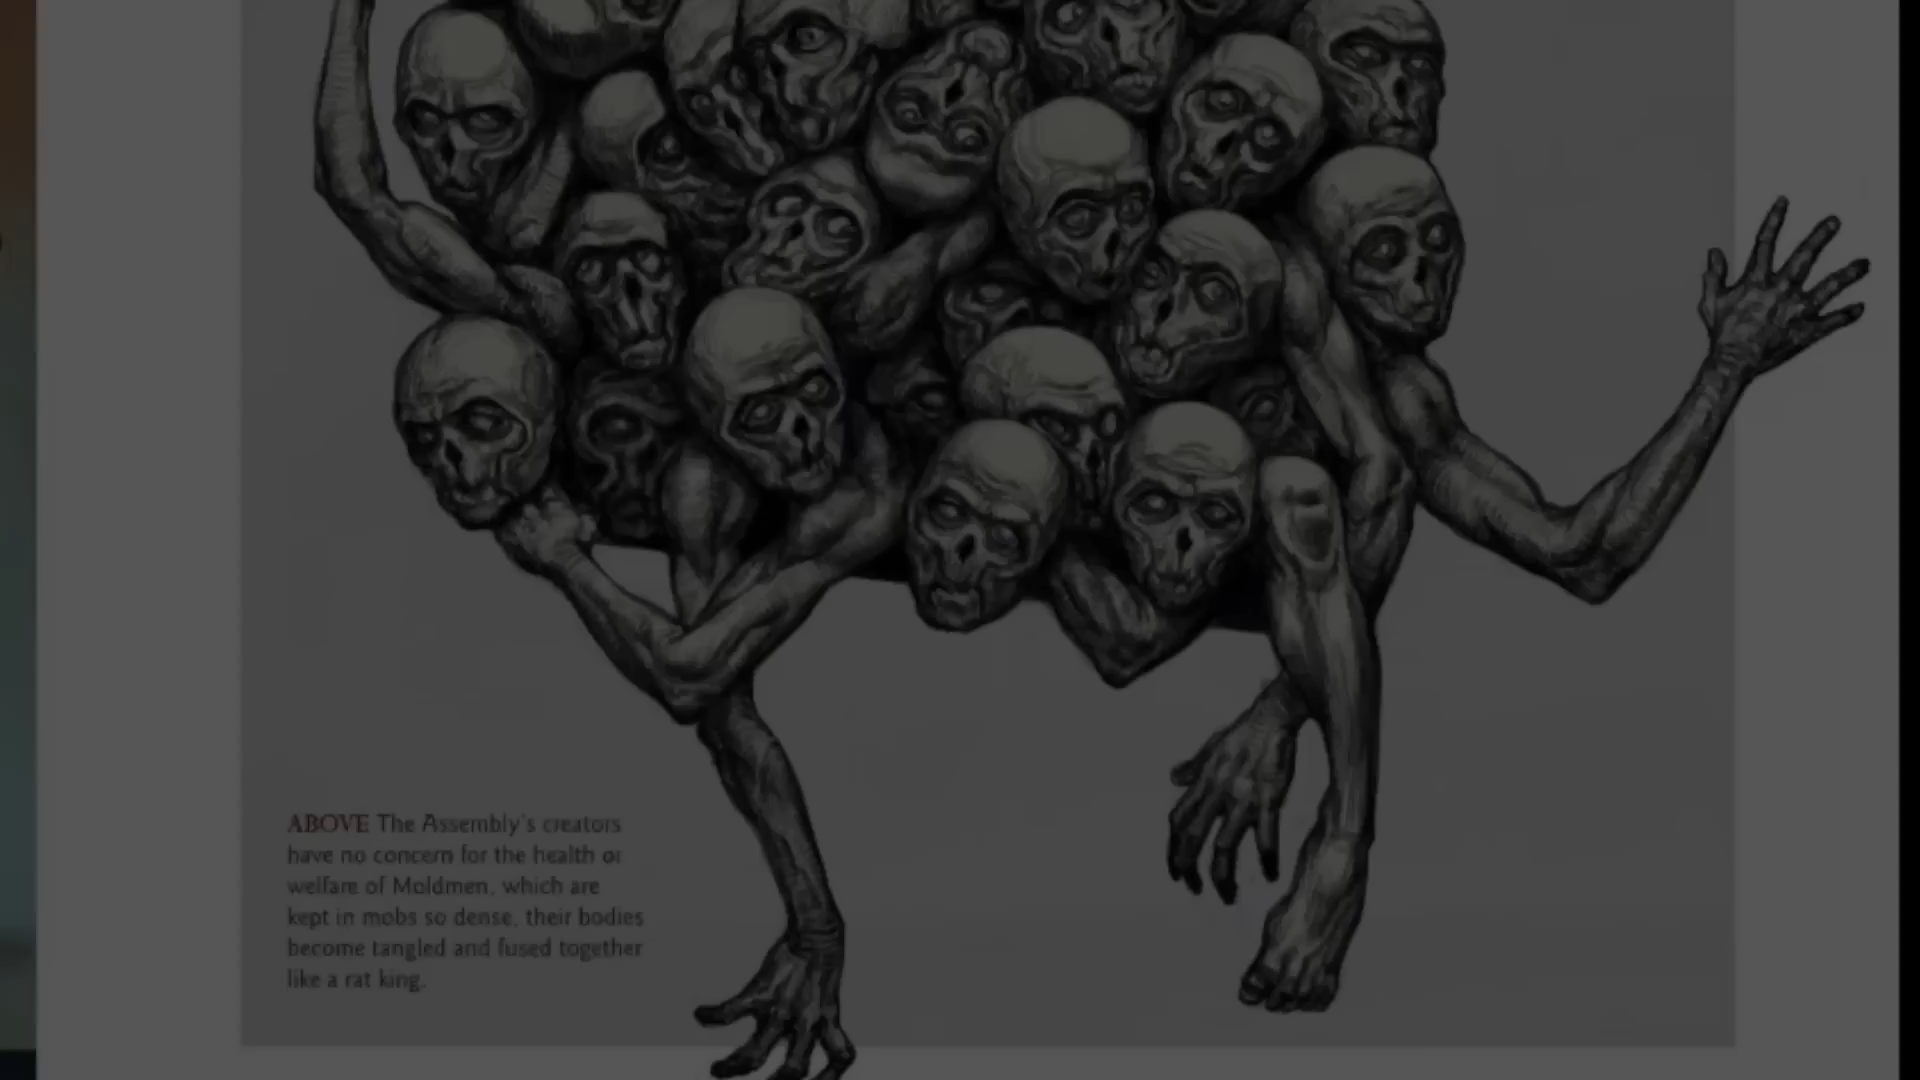 ABOVE The Assembly's creators
have no concern for the health or
welfare of Moldmen, which are
kept in mobs so dense, their bodies
become tangled and fused together
like a rat king.